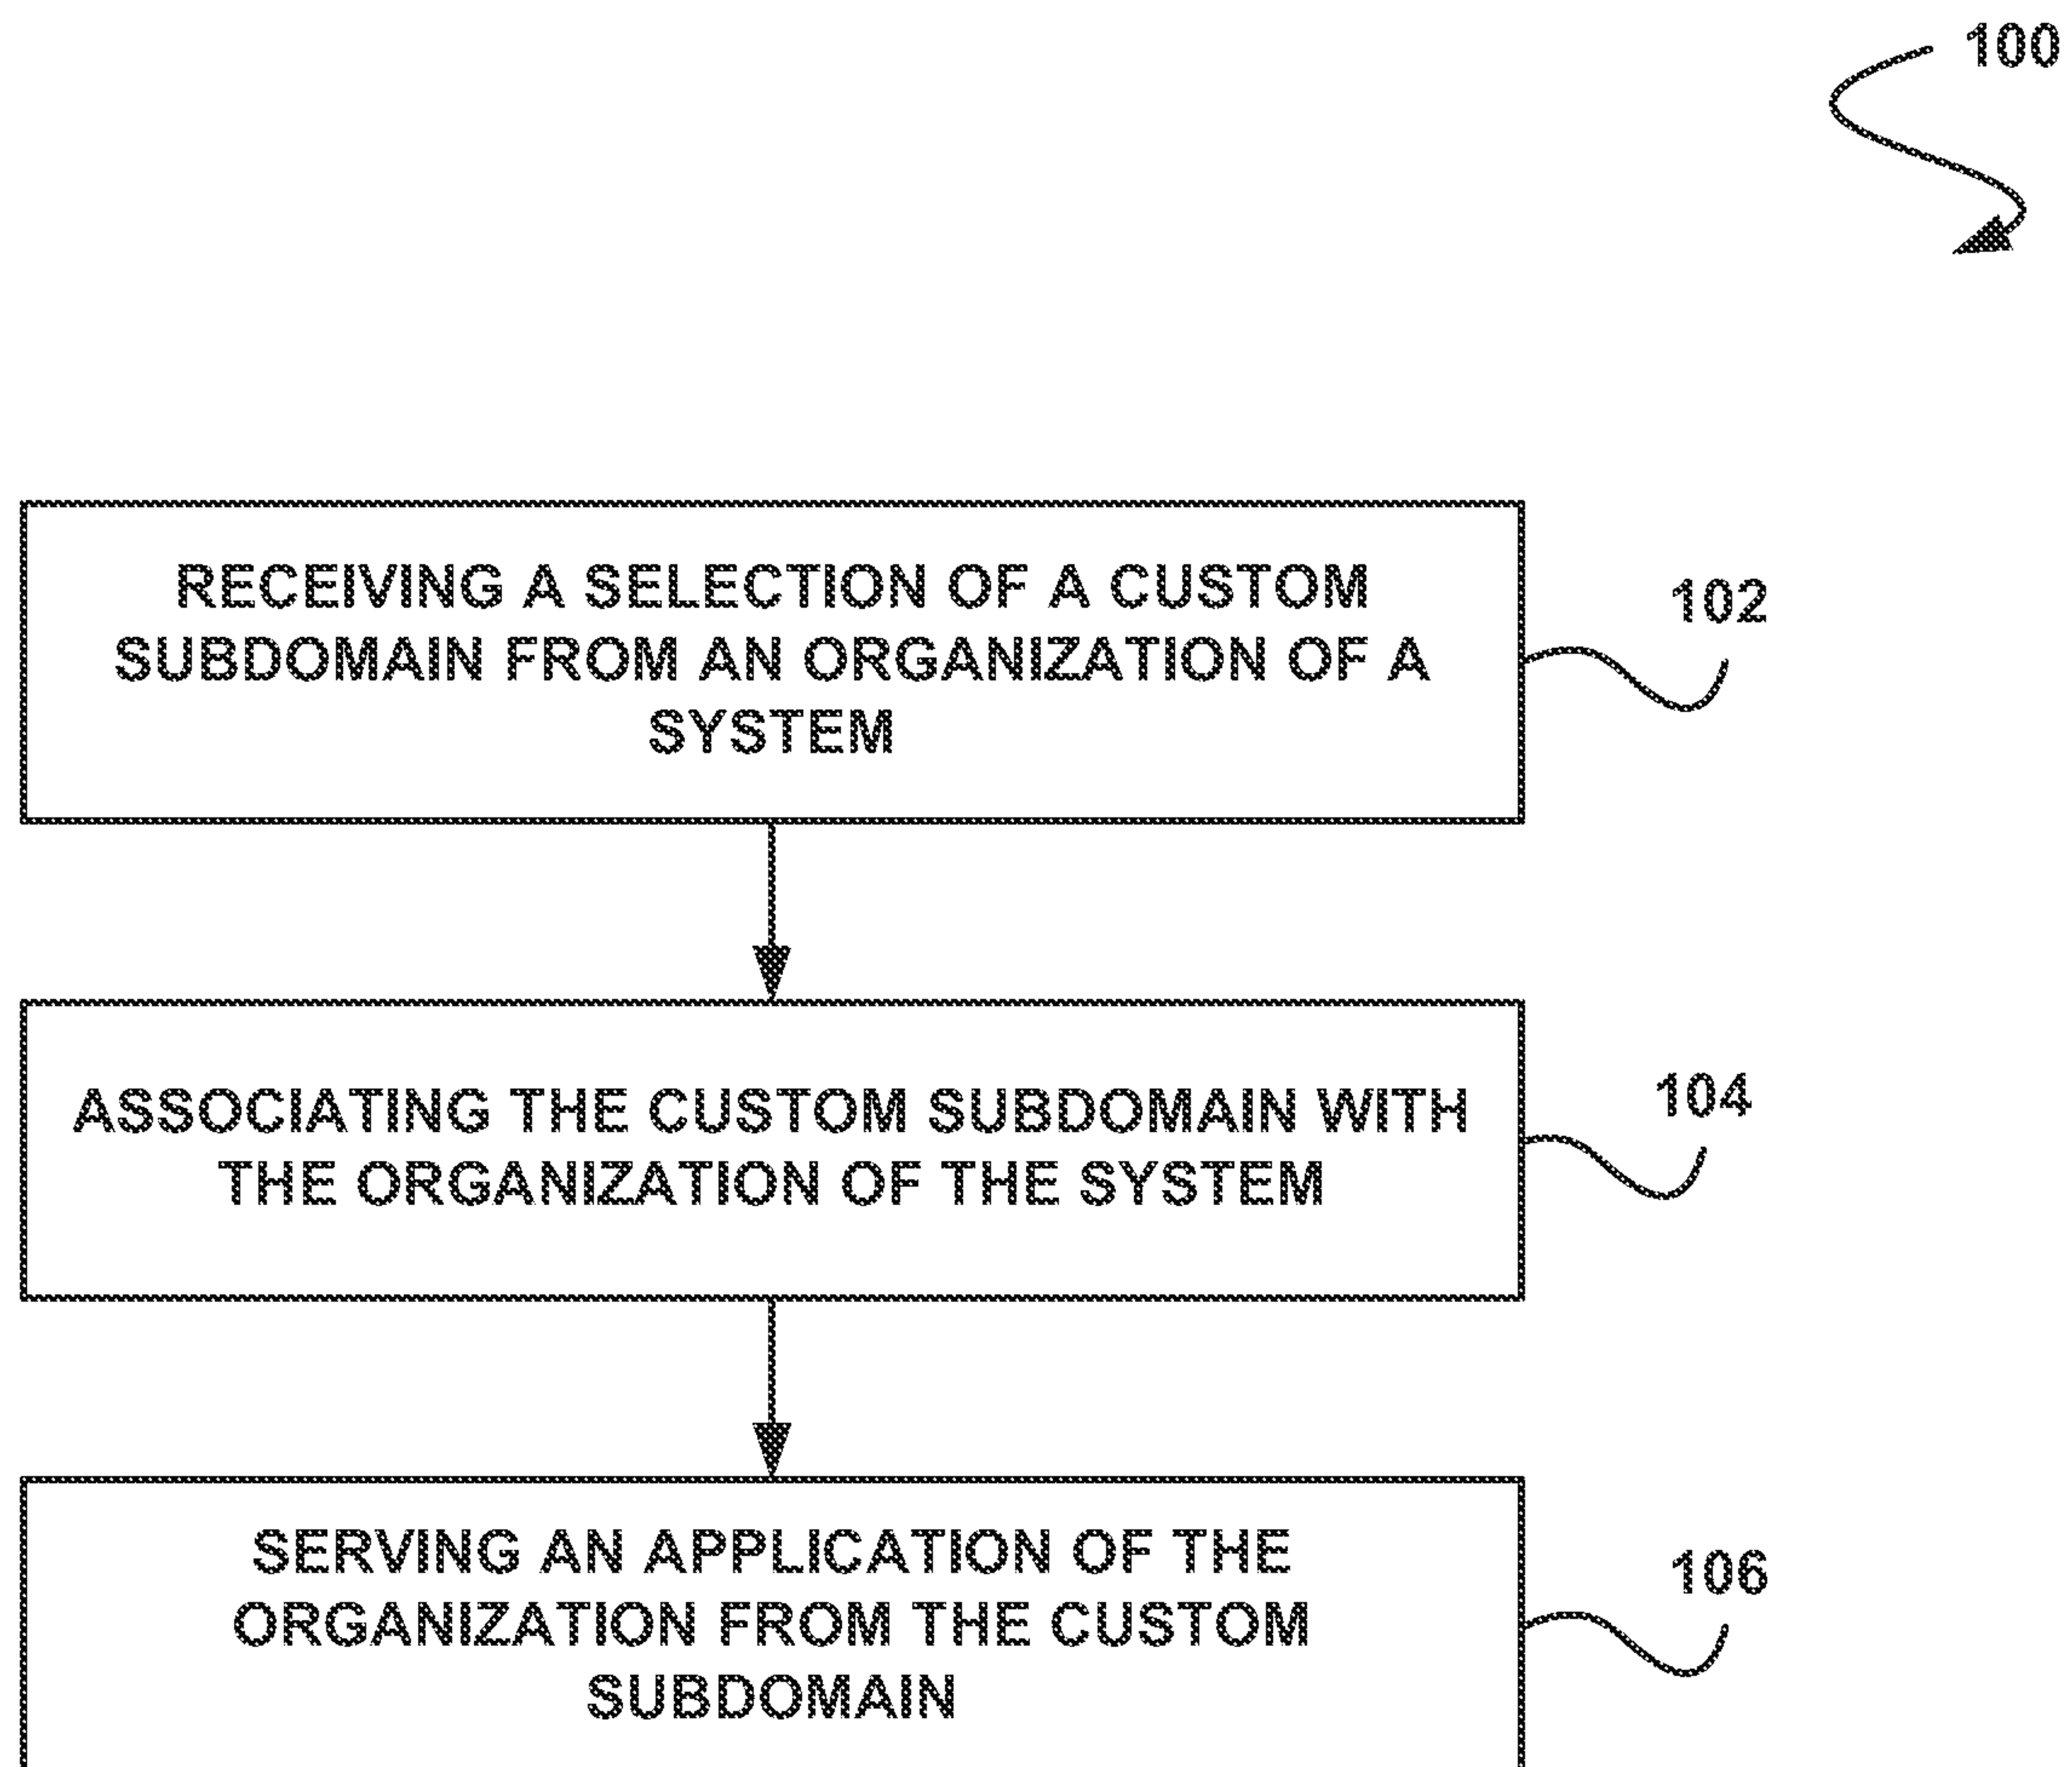 100
RECEIVING A SELECTION OF A CUSTOM
SUBDOMAIN FROM AN ORGANIZATION OF A
SYSTEM
102
ASSOCIATING THE CUSTOM SUBDOMAIN WITH
THE ORGANIZATION OF THE SYSTEM
104
SERVING AN APPLICATION OF THE
ORGANIZATION FROM THE CUSTOM
SUBDOMAIN
106